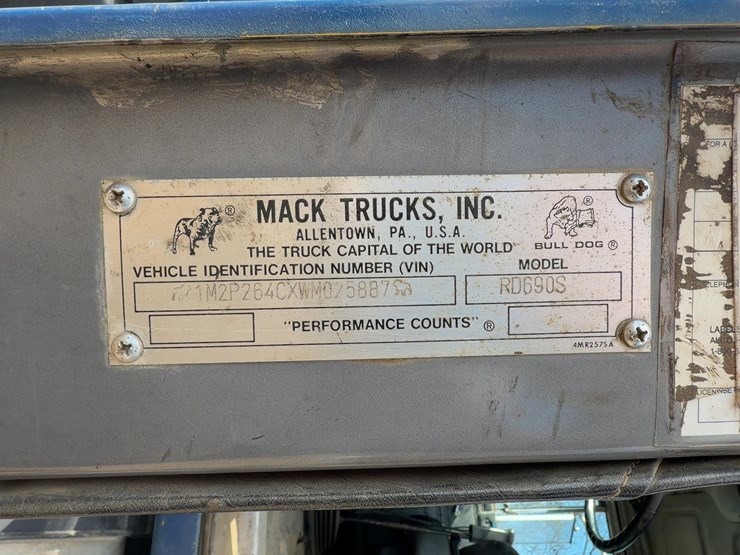 MACK TRUCKS, INC.
ALLENTOWN, PA., U.S.A.
THE TRUCK CAPITAL OF THE WORLD
BULL DOG ®
VEHICLE IDENTIFICATION NUMBER (VIN)
MODEL
1M2P264CXWM025887
RD690S
"PERFORMANCE COUNTS" ®
4MR2575A
FOR A